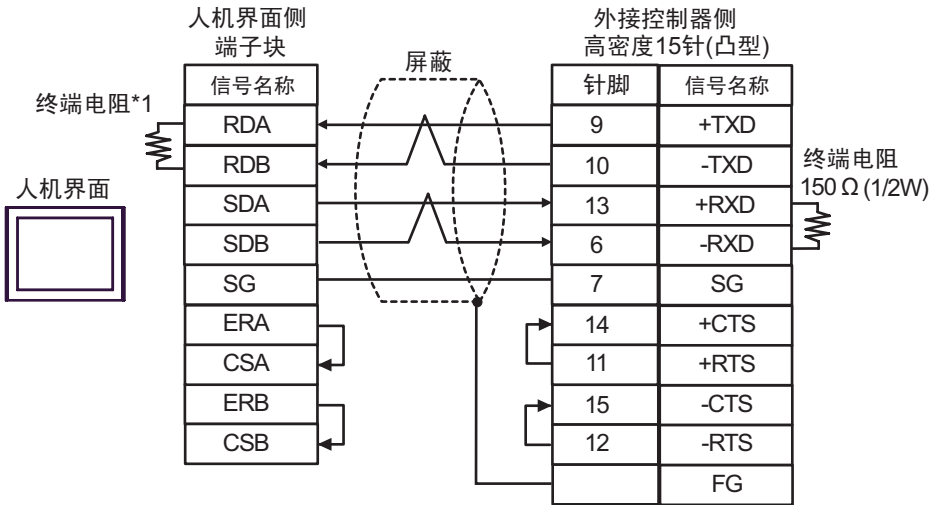 人机界面侧
端子块
外接控制器侧
高密度15针(凸型)
屏蔽
终端电阻*1
人机界面
信号名称
RDA
RDB
SDA
SDB
SG
ERA
CSA
ERB
CSB
针脚 信号名称
9 +TXD
10 -TXD
13 +RXD
6 -RXD
7 SG
14 +CTS
11 +RTS
15 -CTS
12 -RTS
FG
终端电阻
150 Ω (1/2W)